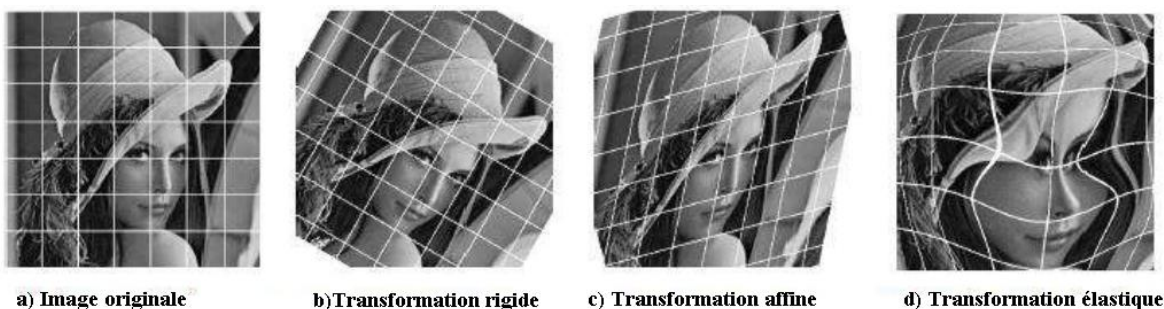 a) Image originale
b)Transformation rigide
c) Transformation affine
d) Transformation élastique